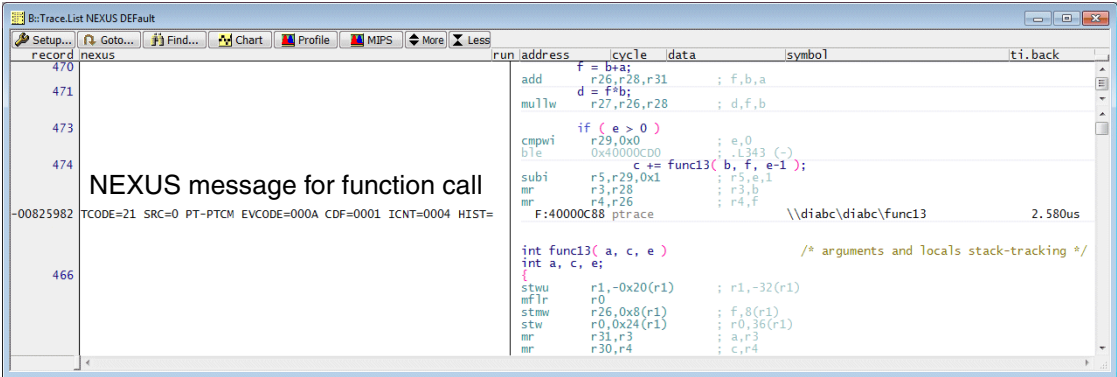 B::Trace.List NEXUS DEFault
Setup... Goto... Find... Chart Profile MIPS More Less
record nexus run address cycle data symbol ti.back
470 f = b+a;
add r26,r28,r31 ; f,b,a
471 d = f*b;
mullw r27,r26,r28 ; d,f,b
473 if ( e > 0 )
cmpwi r29,0x0 ; e,0
ble 0x40000CD0 ; .L343 (-)
474 c += func13( b, f, e-1 );
subi r5,r29,0x1 ; r5,e,1
mr r3,r28 ; r3,b
mr r4,r26 ; r4,f
NEXUS message for function call
-00825982 TCODE=21 SRC=0 PT-PTCM EVCODE=000A CDF=0001 ICNT=0004 HIST= F:40000C88 ptrace \\diabc\diabc\func13 2.580us
int func13( a, c, e ) /* arguments and locals stack-tracking */
int a, c, e;
466 {
stwu r1,-0x20(r1) ; r1,-32(r1)
mflr r0
stmw r26,0x8(r1) ; f,8(r1)
stw r0,0x24(r1) ; r0,36(r1)
mr r31,r3 ; a,r3
mr r30,r4 ; c,r4